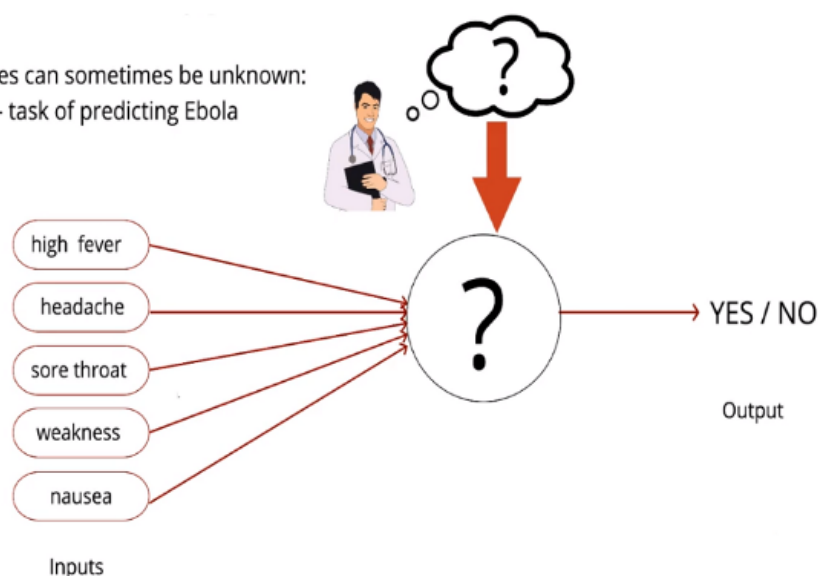 ?
es can sometimes be unknown:
- task of predicting Ebola
high fever
headache
sore throat
weakness
nausea
?
YES / NO
Output
Inputs